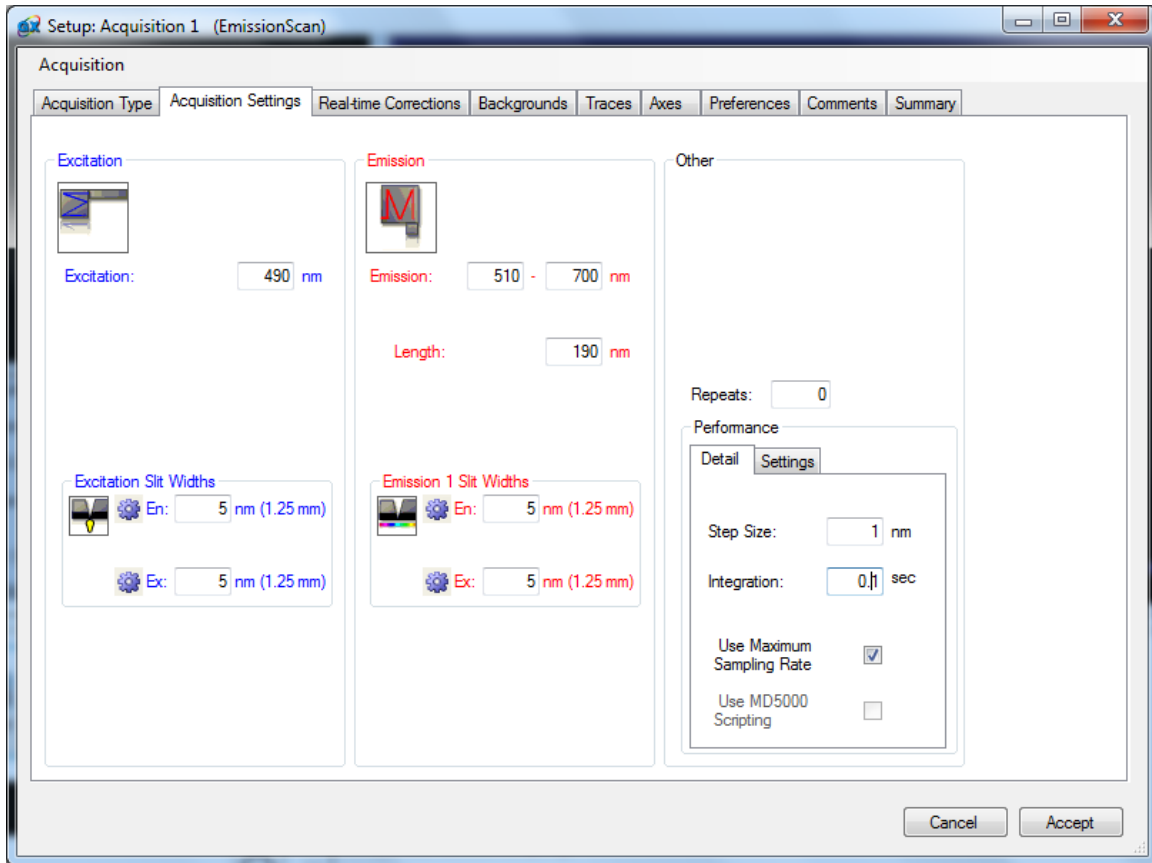 Setup: Acquisition 1 (EmissionScan)
Acquisition
Acquisition Type Acquisition Settings Real-time Corrections Backgrounds Traces Axes Preferences Comments Summary
Excitation
Excitation: 490 nm
Excitation Slit Widths
En: 5 nm (1.25 mm)
Ex: 5 nm (1.25 mm)
Emission
Emission: 510 - 700 nm
Length: 190 nm
Emission 1 Slit Widths
En: 5 nm (1.25 mm)
Ex: 5 nm (1.25 mm)
Other
Repeats: 0
Performance
Detail Settings
Step Size: 1 nm
Integration: 0.1 sec
Use Maximum
Sampling Rate
Use MD5000
Scripting
Cancel Accept